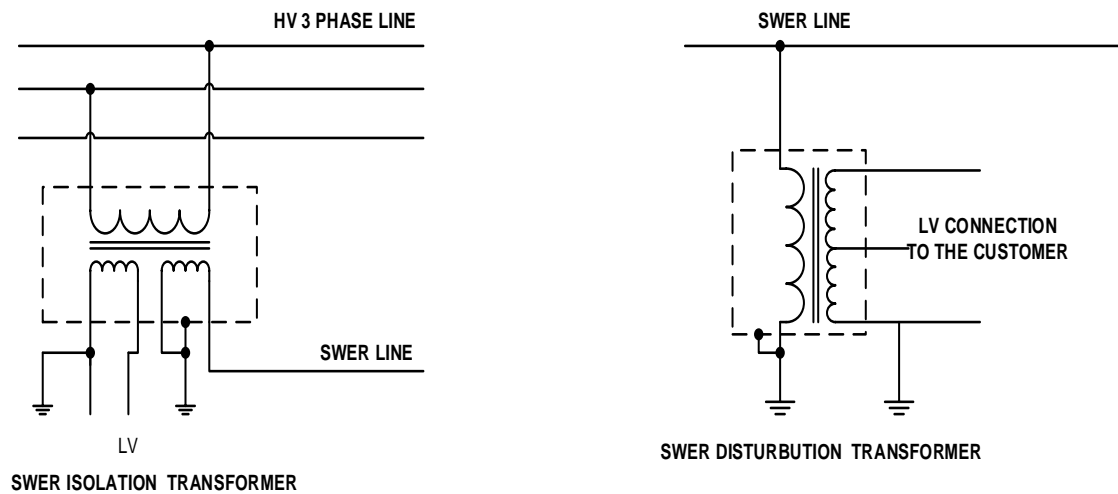 HV 3 PHASE LINE
SWER LINE
LV
SWER ISOLATION TRANSFORMER
SWER LINE
LV CONNECTION
TO THE CUSTOMER
SWER DISTURBUTION TRANSFORMER